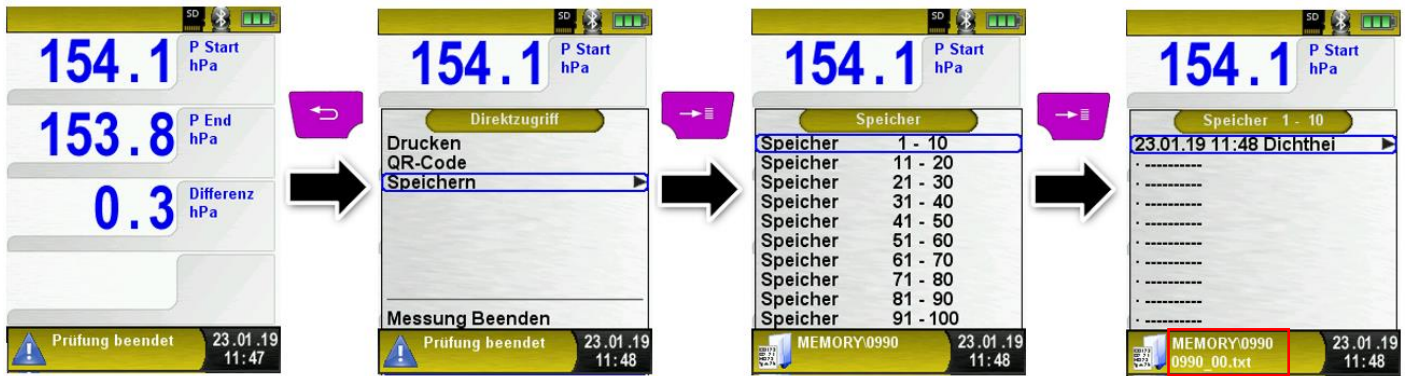 SD
154.1 P Start
hPa
153.8 P End
hPa
0.3 Differenz
hPa
Prüfung beendet 23.01.19
11:47
SD
154.1 P Start
hPa
Direktzugriff
Drucken
QR-Code
Speichern
Messung Beenden
Prüfung beendet 23.01.19
11:48
SD
154.1 P Start
hPa
Speicher
Speicher 1 - 10
Speicher 11 - 20
Speicher 21 - 30
Speicher 31 - 40
Speicher 41 - 50
Speicher 51 - 60
Speicher 61 - 70
Speicher 71 - 80
Speicher 81 - 90
Speicher 91 - 100
MEMORY\0990 23.01.19
11:48
SD
154.1 P Start
hPa
Speicher 1 - 10
23.01.19 11:48 Dichthei
· ----------
· ----------
· ----------
· ----------
· ----------
· ----------
· ----------
· ----------
· ----------
MEMORY\0990 23.01.19
0990_00.txt 11:48